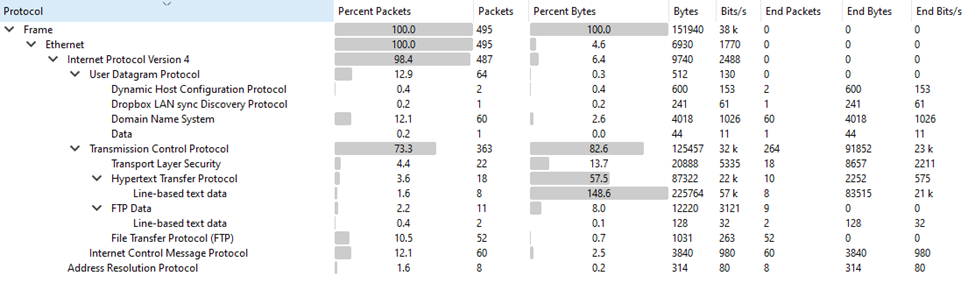 Protocol Percent Packets Packets Percent Bytes Bytes Bits/s End Packets End Bytes End Bits/s
Frame 100.0 495 100.0 151940 38 k 0 0 0
Ethernet 100.0 495 4.6 6930 1770 0 0 0
Internet Protocol Version 4 98.4 487 6.4 9740 2488 0 0 0
User Datagram Protocol 12.9 64 0.3 512 130 0 0 0
Dynamic Host Configuration Protocol 0.4 2 0.4 600 153 2 600 153
Dropbox LAN sync Discovery Protocol 0.2 1 0.2 241 61 1 241 61
Domain Name System 12.1 60 2.6 4018 1026 60 4018 1026
Data 0.2 1 0.0 44 11 1 44 11
Transmission Control Protocol 73.3 363 82.6 125457 32 k 264 91852 23 k
Transport Layer Security 4.4 22 13.7 20888 5335 18 8657 2211
Hypertext Transfer Protocol 3.6 18 57.5 87322 22 k 10 2252 575
Line-based text data 1.6 8 148.6 225764 57 k 8 83515 21 k
FTP Data 2.2 11 8.0 12220 3121 9 0 0
Line-based text data 0.4 2 0.1 128 32 2 128 32
File Transfer Protocol (FTP) 10.5 52 0.7 1031 263 52 0 0
Internet Control Message Protocol 12.1 60 2.5 3840 980 60 3840 980
Address Resolution Protocol 1.6 8 0.2 314 80 8 314 80